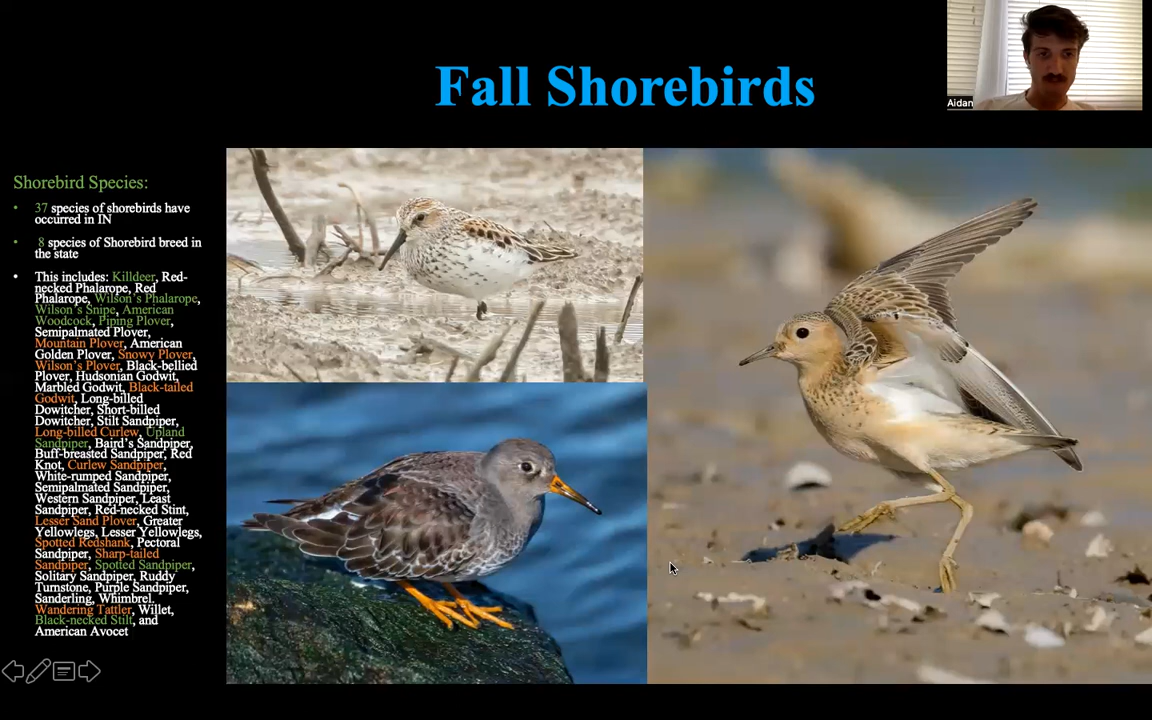 Fall Shorebirds
Aidan
Shorebird Species:
• 37 species of shorebirds have
occurred in IN
• 8 species of Shorebird breed in
the state
• This includes: Killdeer, Red-
necked Phalarope, Red
Phalarope, Wilson's Phalarope,
Wilson's Snipe, American
Woodcock, Piping Plover,
Semipalmated Plover,
Mountain Plover, American
Golden Plover, Snowy Plover,
Wilson's Plover, Black-bellied
Plover, Hudsonian Godwit,
Marbled Godwit, Black-tailed
Godwit, Long-billed
Dowitcher, Short-billed
Dowitcher, Stilt Sandpiper,
Long-billed Curlew, Upland
Sandpiper, Baird's Sandpiper,
Buff-breasted Sandpiper, Red
Knot, Curlew Sandpiper,
White-rumped Sandpiper,
Semipalmated Sandpiper,
Western Sandpiper, Least
Sandpiper, Red-necked Stint,
Lesser Sand Plover, Greater
Yellowlegs, Lesser Yellowlegs,
Spotted Redshank, Pectoral
Sandpiper, Sharp-tailed
Sandpiper, Spotted Sandpiper,
Solitary Sandpiper, Ruddy
Turnstone, Purple Sandpiper,
Sanderling, Whimbrel.
Wandering Tattler, Willet,
Black-necked Stilt, and
American Avocet